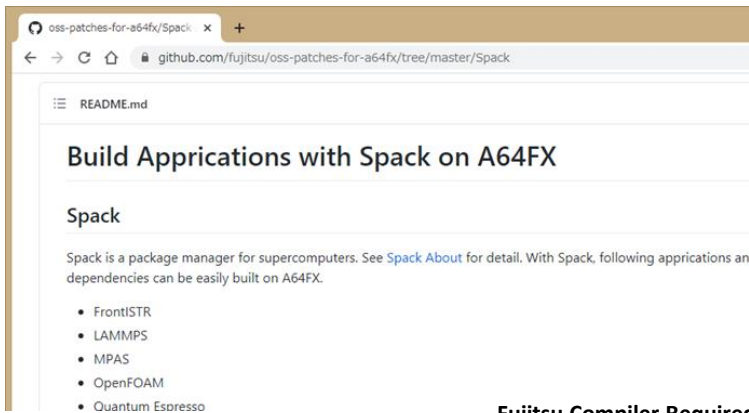 oss-patches-for-a64fx/Spack
github.com/fujitsu/oss-patches-for-a64fx/tree/master/Spack
README.md
Build Apprications with Spack on A64FX
Spack
Spack is a package manager for supercomputers. See Spack About for detail. With Spack, following apprications an
dependencies can be easily built on A64FX.
• FrontISTR
• LAMMPS
• MPAS
• OpenFOAM
• Quantum Espresso
Fujitsu Compiler Required